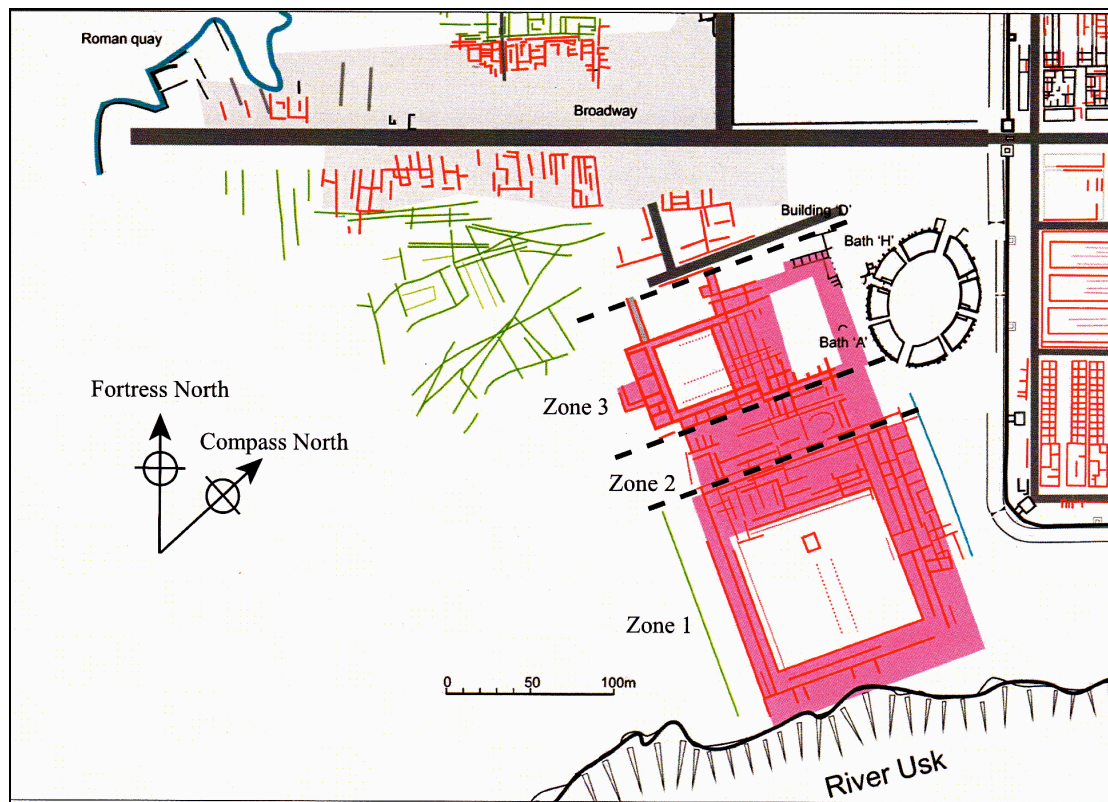 Roman quay
Broadway
Building 'D'
Bath 'H'
Bath 'A'
Fortress North
Compass North
Zone 3
Zone 2
Zone 1
0 50 100m
River Usk